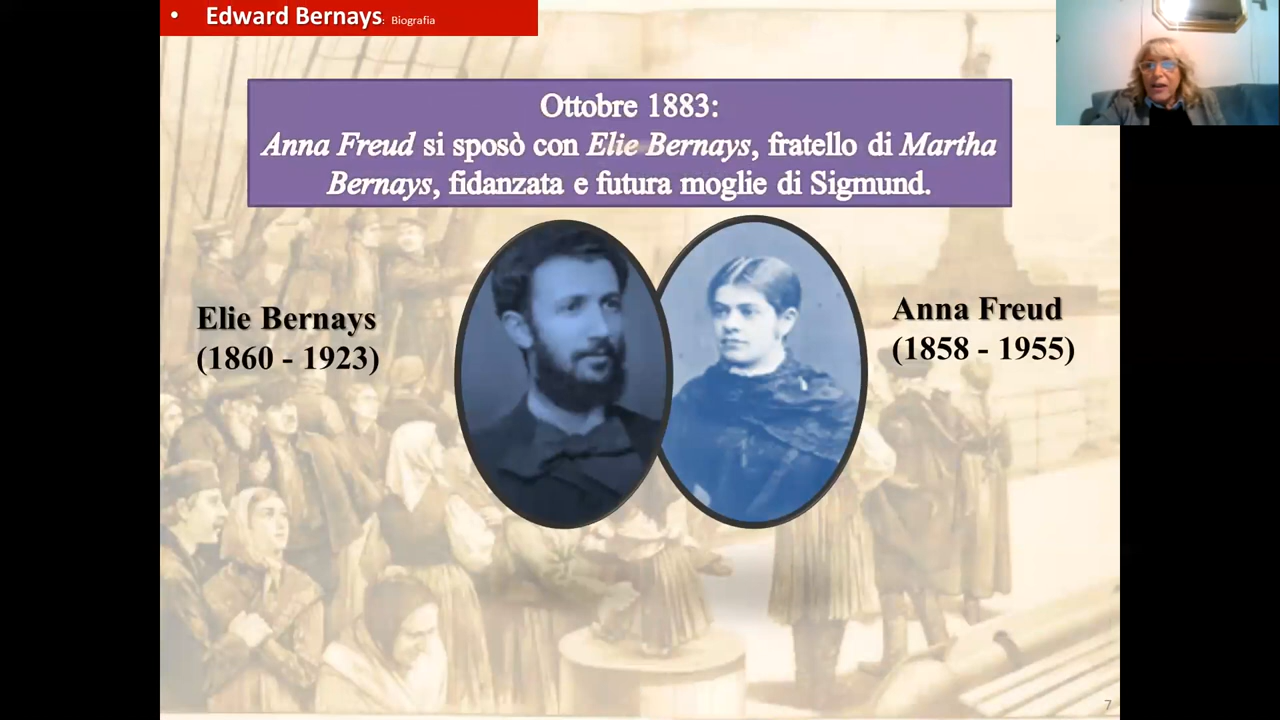 • Edward Bernays: Biografia
Ottobre 1883:
Anna Freud si sposò con Elie Bernays, fratello di Martha
Bernays, fidanzata e futura moglie di Sigmund.
Elie Bernays
(1860 - 1923)
Anna Freud
(1858 - 1955)
7